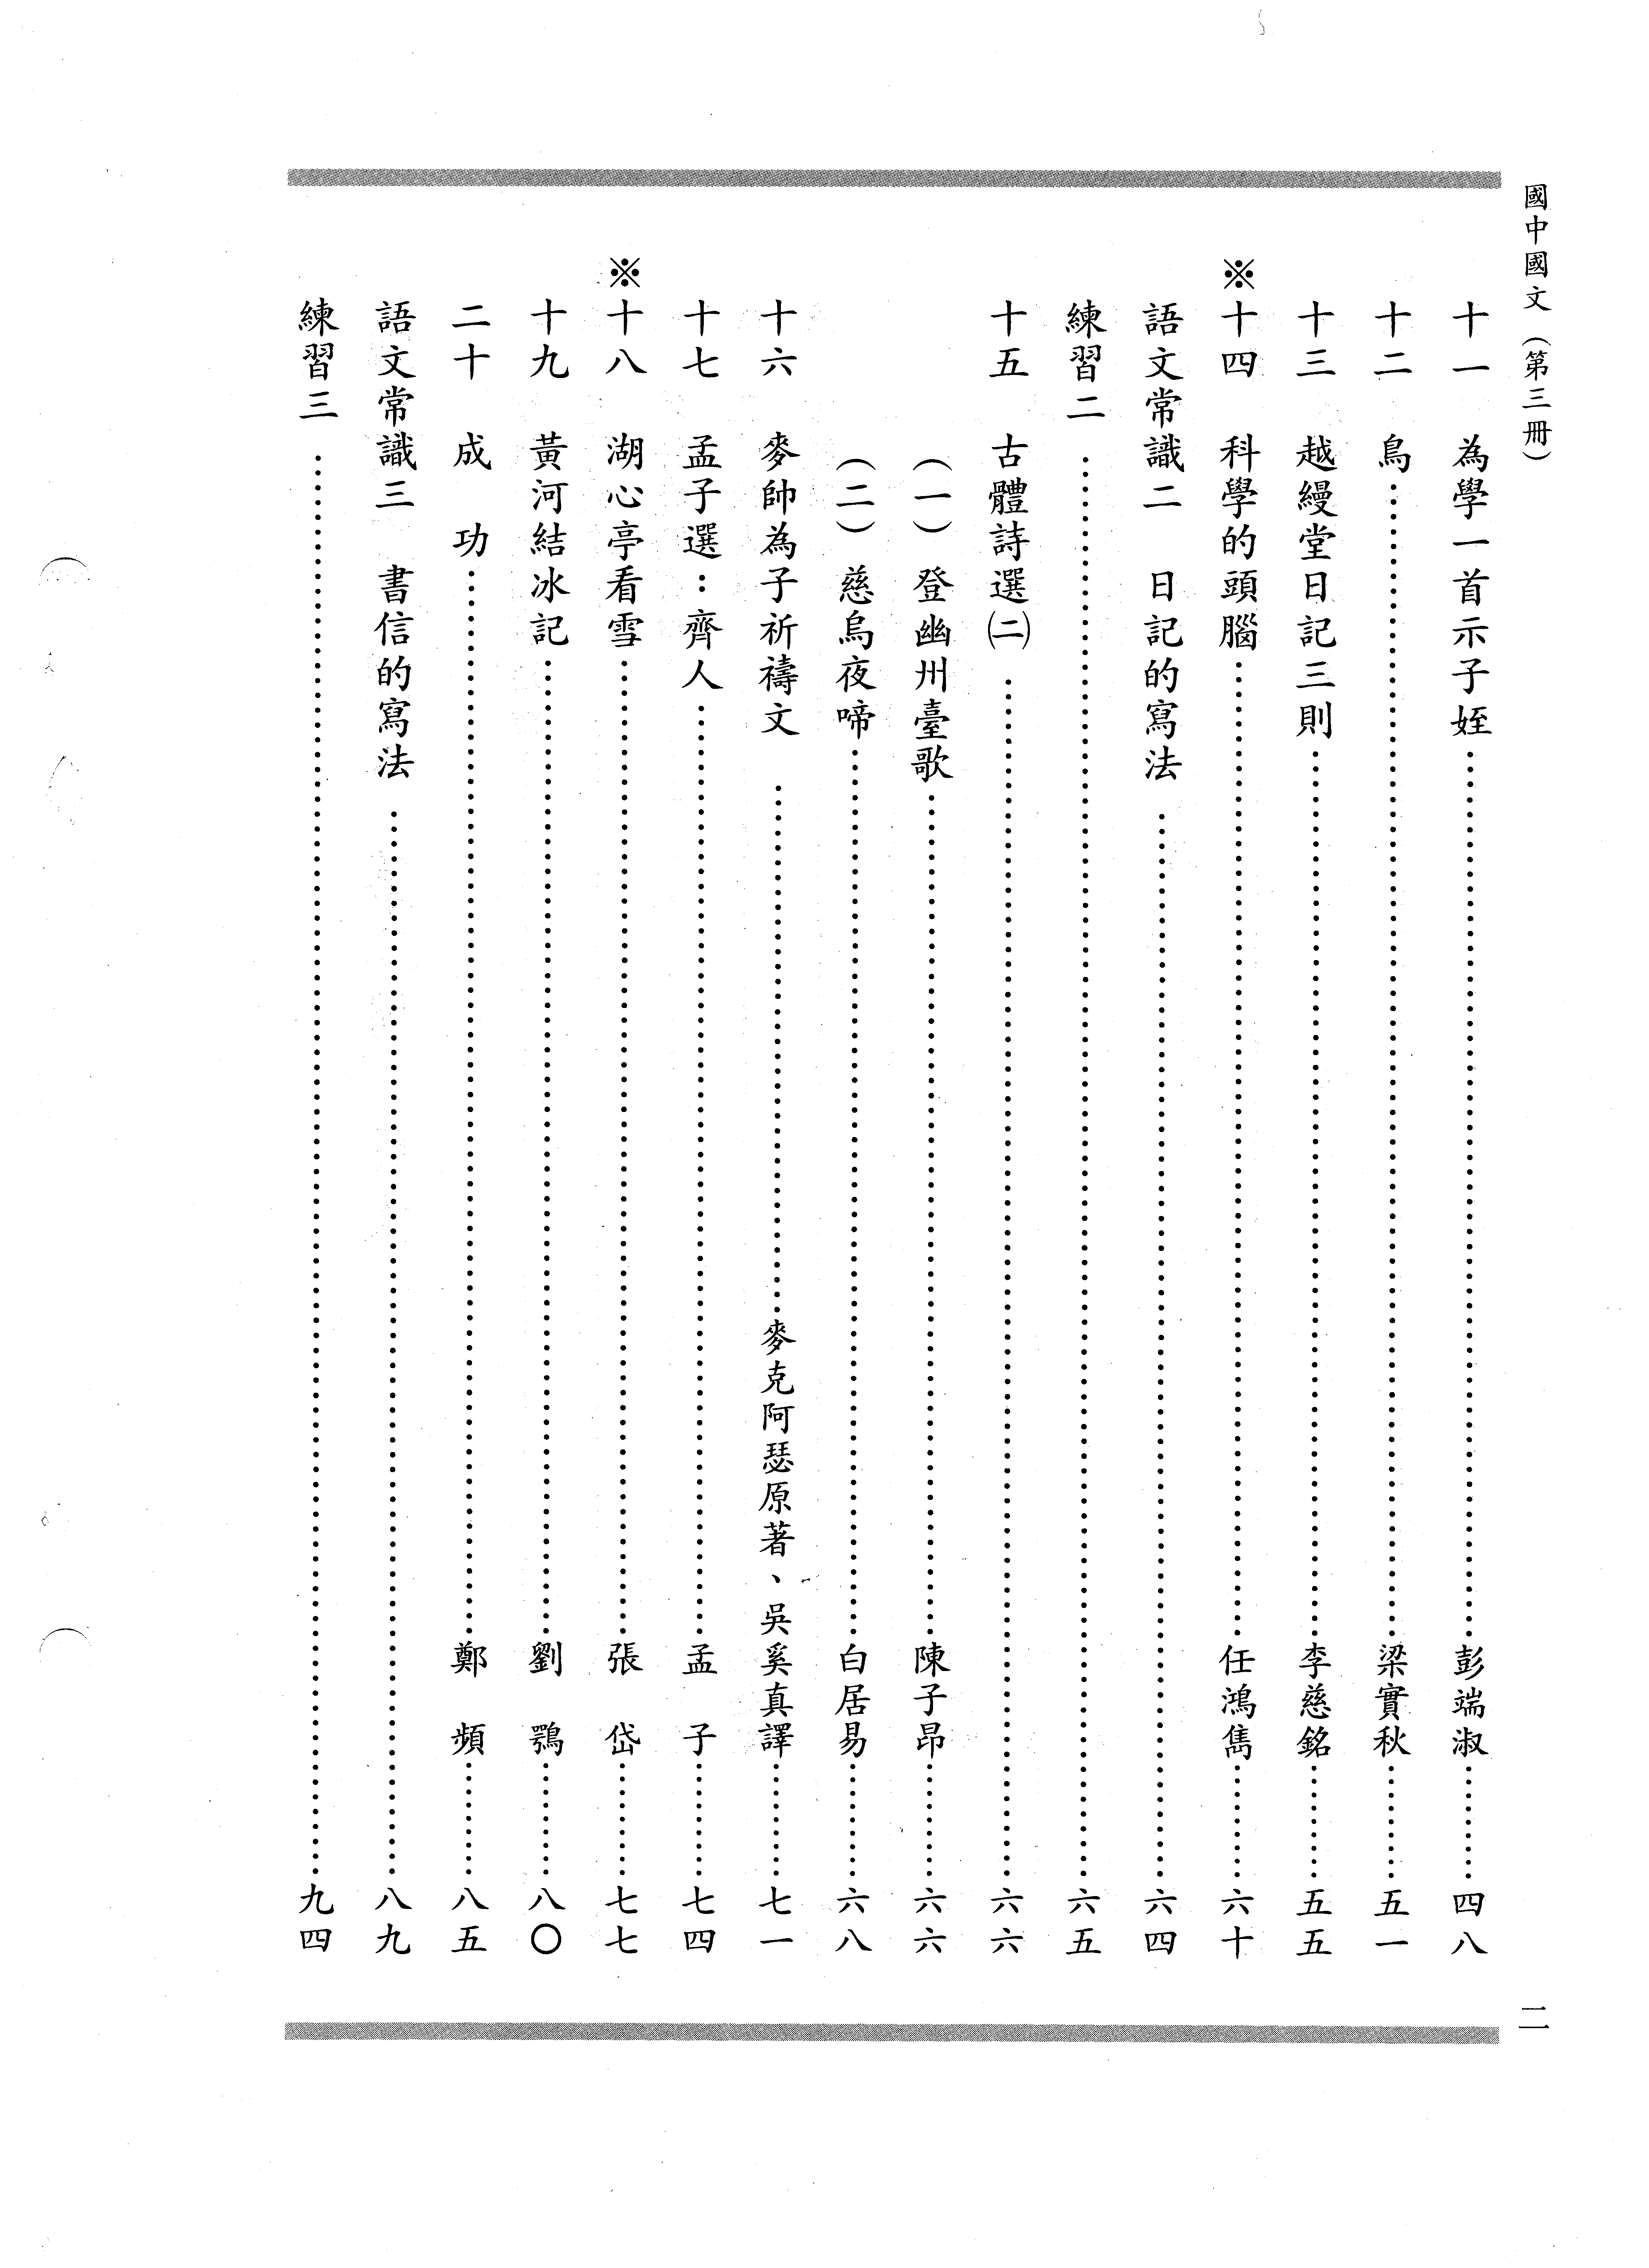 國中國文（第三冊）
十一 為學一首示子姪……彭端淑……四八
十二 鳥……梁實秋……五一
十三 越縵堂日記三則……李慈銘……五五
※十四 科學的頭腦……任鴻雋……六十
語文常識二 日記的寫法……六四
練習二……六五
十五 古體詩選㈡……六六
（一）登幽州臺歌……陳子昂……六六
（二）慈烏夜啼……白居易……六八
十六 麥帥為子祈禱文……麥克阿瑟原著、吳奚真譯……七一
十七 孟子選：齊人……孟子……七四
※十八 湖心亭看雪……張岱……七七
十九 黃河結冰記……劉鶚……八〇
二十 成功……鄭頻……八五
語文常識三 書信的寫法……八九
練習三……九四
二